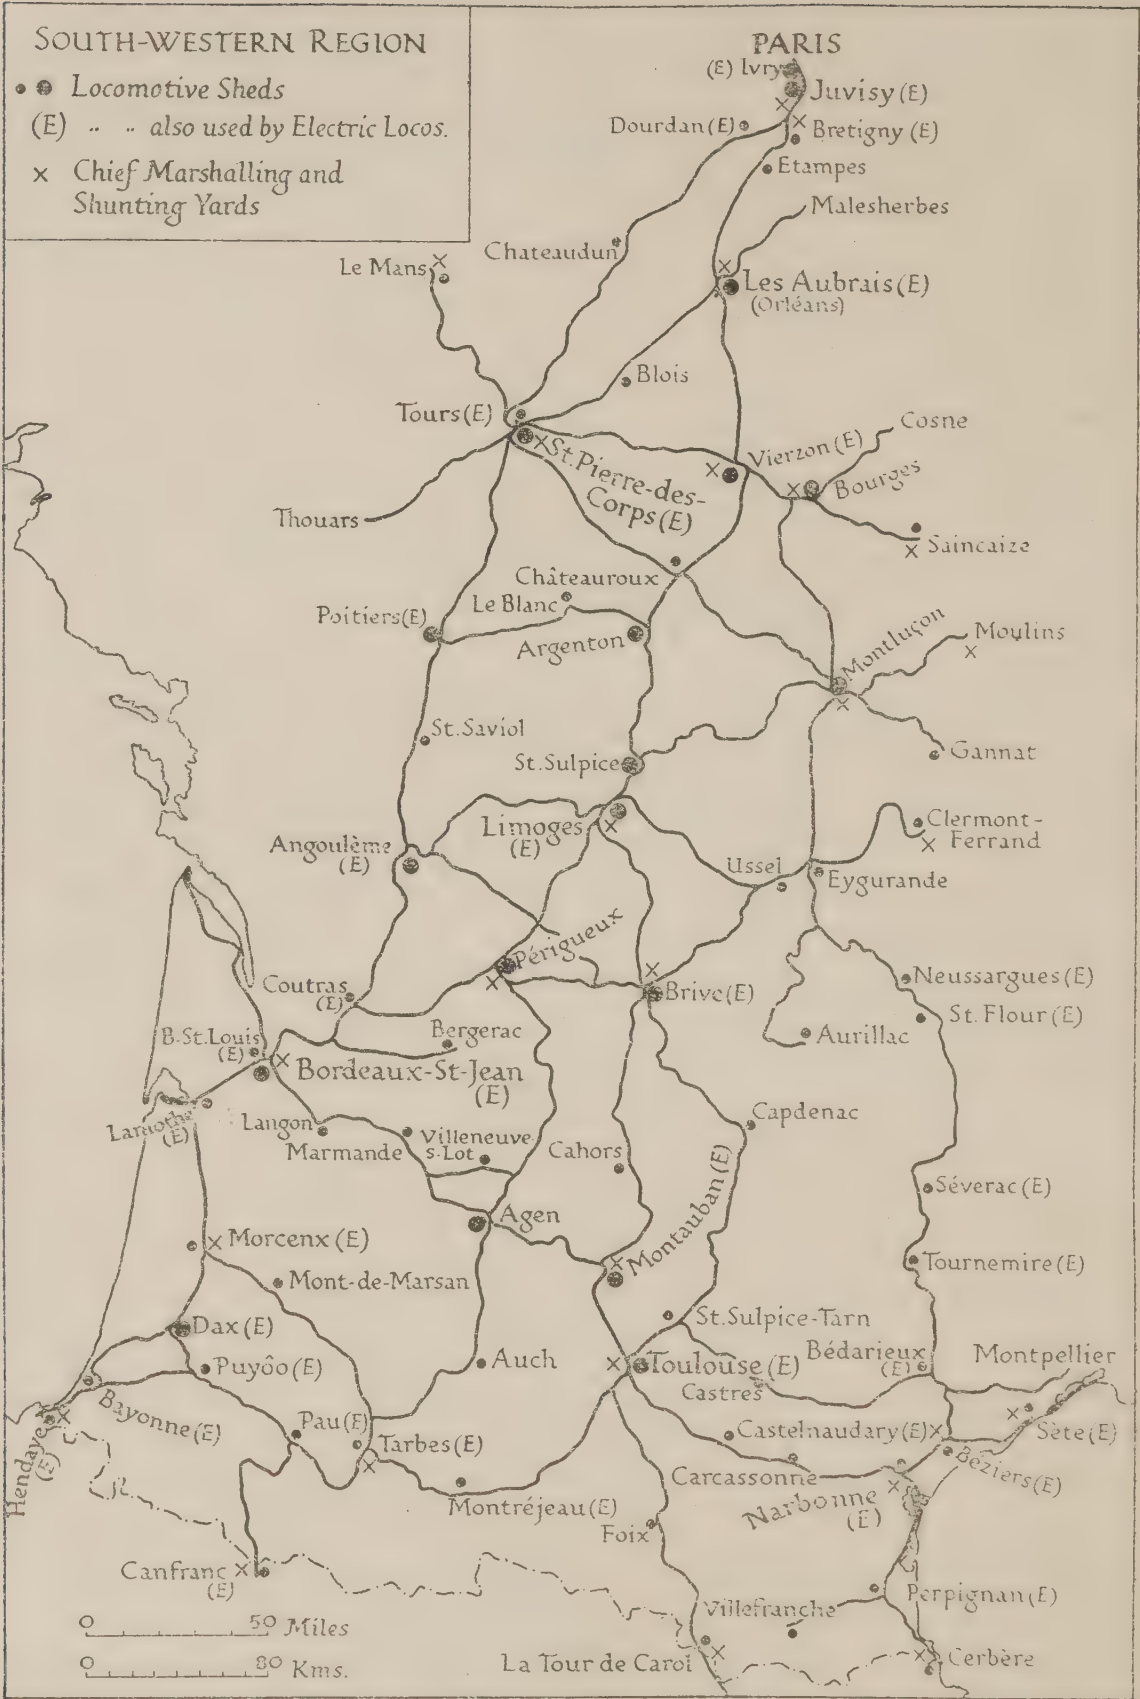 SOUTH-WESTERN REGION
Locomotive Sheds
(E) .. .. also used by Electric Locos.
× Chief Marshalling and
Shunting Yards
PARIS
(E) Ivry
Juvisy (E)
Dourdan (E)
Bretigny (E)
Etampes
Malesherbes
Chateaudun
Le Mans
Les Aubrais (E)
(Orléans)
Blois
Tours (E)
Cosne
Vierzon (E)
St. Pierre-des-
Corps (E)
Bourges
Thouars
Saincaize
Châteauroux
Le Blanc
Poitiers (E)
Argenton
Montluçon
Moulins
St. Saviol
St. Sulpice
Gannat
Limoges
(E)
Clermont-
Ferrand
Angoulême
(E)
Ussel
Eygurande
Périgueux
Coutras
(E)
Brive (E)
Neussargues (E)
St. Flour (E)
Bergerac
Aurillac
B-St. Louis
(E)
Bordeaux-St-Jean
(E)
Lamothe
(E)
Langon
Marmande
Villeneuve
s-Lot
Cahors
Capdenac
Séverac (E)
Agen
Montauban (E)
Morcenx (E)
Tournemire (E)
Mont-de-Marsan
St. Sulpice-Tarn
Dax (E)
Puyôo (E)
Auch
Toulouse (E)
Castres
Bédarieux
(E)
Montpellier
Bayonne (E)
Hendaye
(E)
Pau (E)
Tarbes (E)
Castelnaudary (E)
Sète (E)
Béziers (E)
Carcassonne
Narbonne
(E)
Montréjeau (E)
Foix
Canfranc
(E)
Perpignan (E)
Villefranche
La Tour de Carol
Cerbère
0 50 Miles
0 80 Kms.